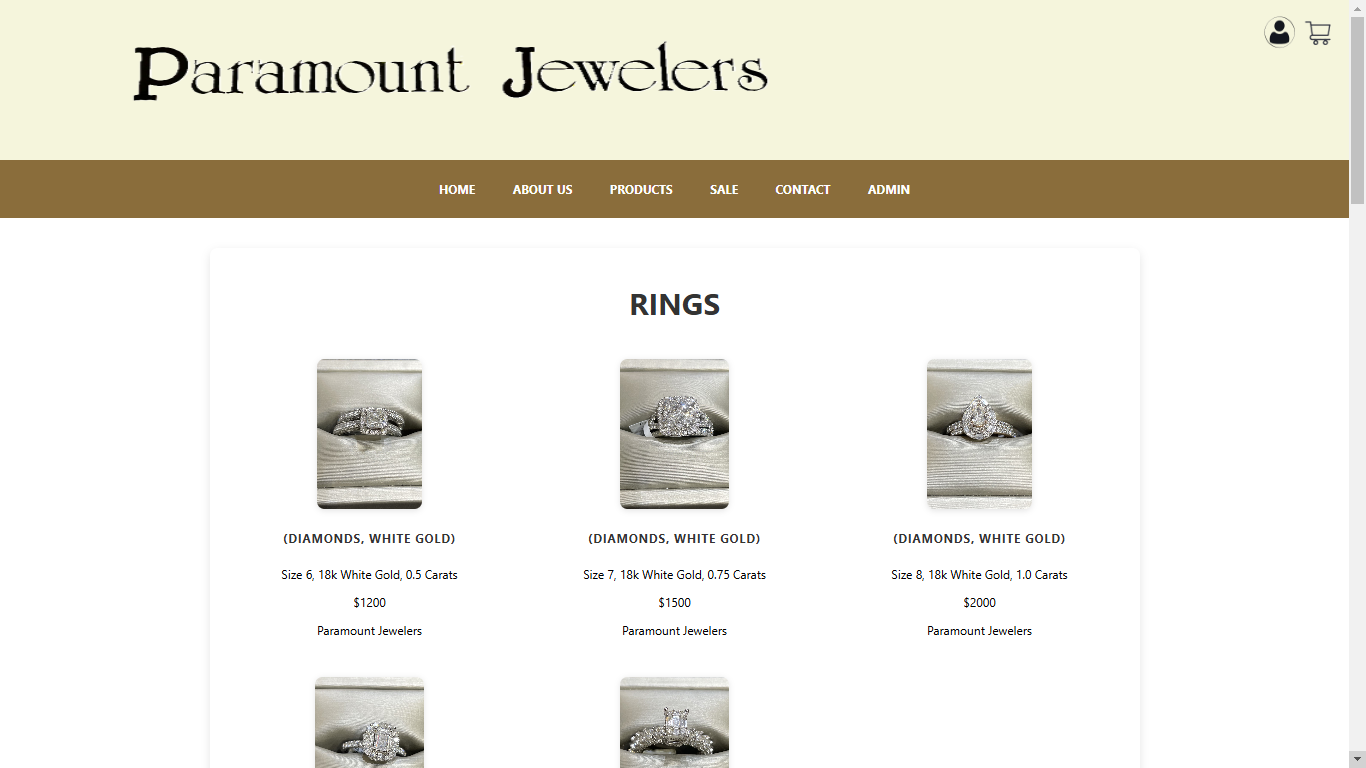 Paramount Jewelers
HOME ABOUT US PRODUCTS SALE CONTACT ADMIN
RINGS
(DIAMONDS, WHITE GOLD) (DIAMONDS, WHITE GOLD) (DIAMONDS, WHITE GOLD)
Size 6, 18k White Gold, 0.5 Carats Size 7, 18k White Gold, 0.75 Carats Size 8, 18k White Gold, 1.0 Carats
$1200 $1500 $2000
Paramount Jewelers Paramount Jewelers Paramount Jewelers